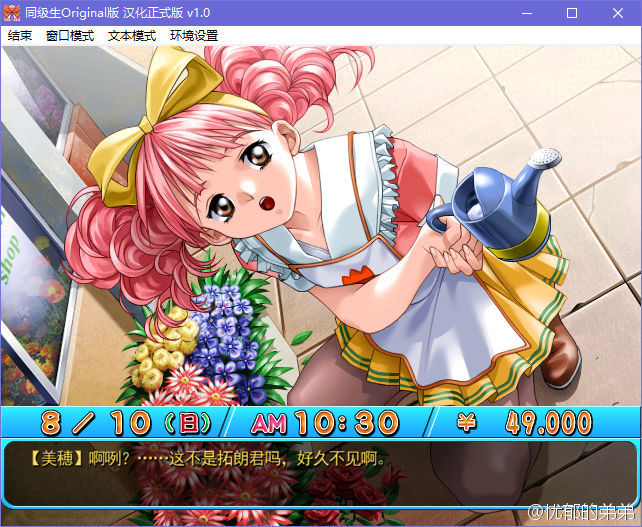 同级生Original版 汉化正式版 v1.0
结束 窗口模式 文本模式 环境设置
shop
8 / 10 (日) AM 10:30 ¥ 49,000
【美穂】啊咧?……这不是拓朗君吗，好久不见啊。
@忧郁的弟弟